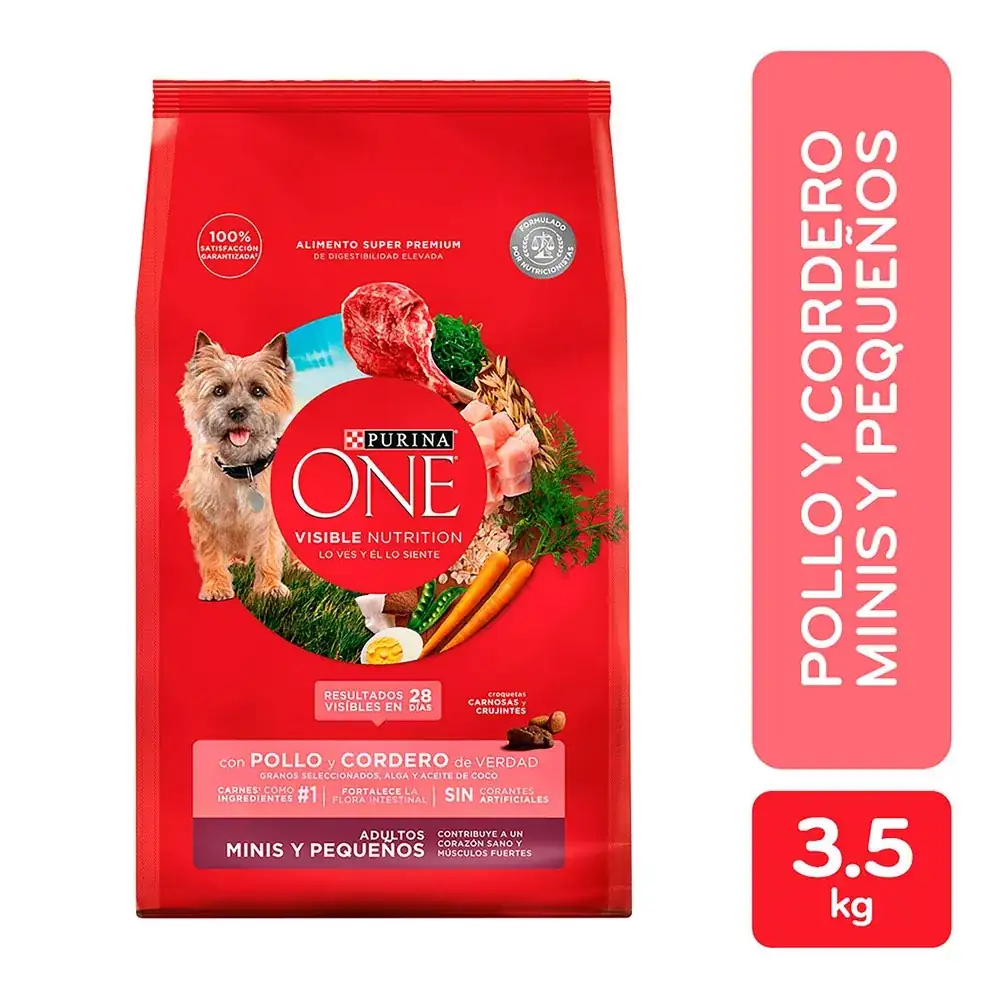 100%
SATISFACCIÓN
GARANTIZADA
ALIMENTO SUPER PREMIUM
DE DIGESTIBILIDAD ELEVADA
FORMULADO
POR NUTRICIONISTAS
PURINA
ONE
VISIBLE NUTRITION
LO VES Y ÉL LO SIENTE
RESULTADOS
VISIBLES EN 28
DÍAS
croquetas
CARNOSAS y
CRUJINTES
con POLLO y CORDERO de VERDAD
GRANOS SELECCIONADOS, ALGA Y ACEITE DE COCO
CARNES¹ COMO
INGREDIENTES #1
FORTALECE LA
FLORA INTESTINAL
SIN CORANTES
ARTIFICIALES
ADULTOS
MINIS Y PEQUEÑOS
CONTRIBUYE A UN
CORAZÓN SANO Y
MÚSCULOS FUERTES
POLLO Y CORDERO
MINIS Y PEQUEÑOS
3.5
kg